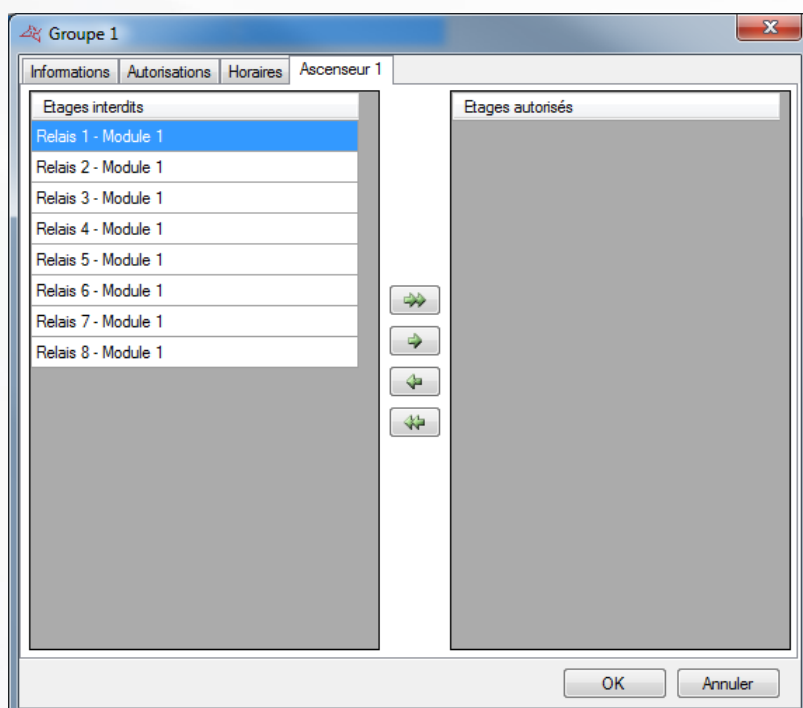 Groupe 1
Informations Autorisations Horaires Ascenseur 1
Etages interdits
Relais 1 - Module 1
Relais 2 - Module 1
Relais 3 - Module 1
Relais 4 - Module 1
Relais 5 - Module 1
Relais 6 - Module 1
Relais 7 - Module 1
Relais 8 - Module 1
Etages autorisés
OK Annuler